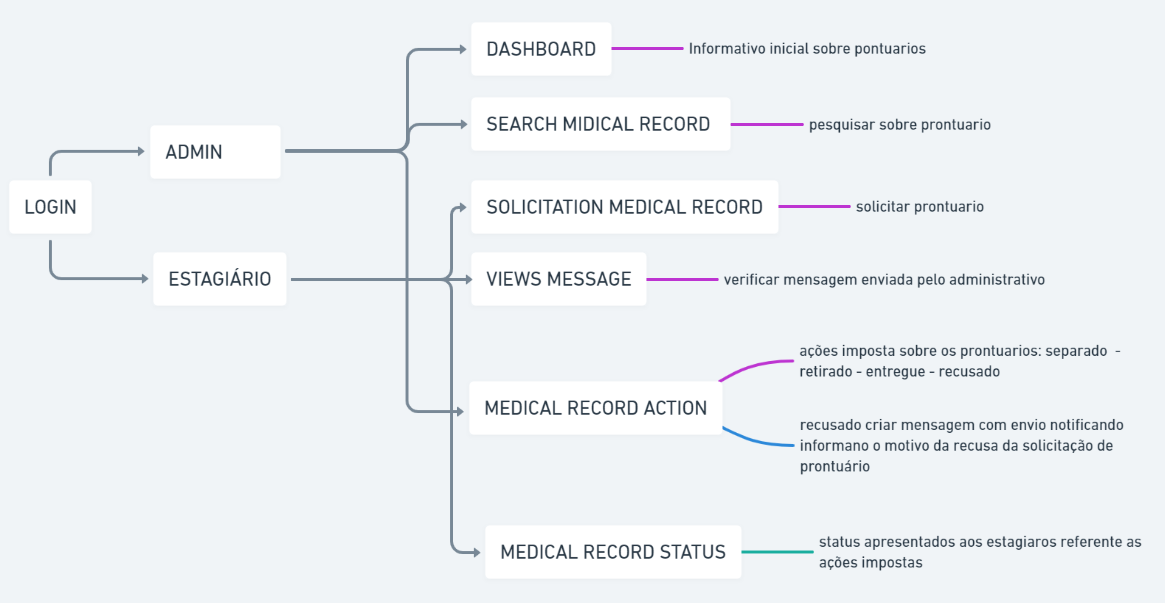 DASHBOARD
Informativo inicial sobre pontuarios
SEARCH MIDICAL RECORD
pesquisar sobre prontuario
ADMIN
LOGIN
SOLICITATION MEDICAL RECORD
solicitar prontuario
ESTAGIÁRIO
VIEWS MESSAGE
verificar mensagem enviada pelo administrativo
MEDICAL RECORD ACTION
ações imposta sobre os prontuarios: separado -
retirado - entregue - recusado
recusado criar mensagem com envio notificando
informano o motivo da recusa da solicitação de
prontuário
MEDICAL RECORD STATUS
status apresentados aos estagiaros referente as
ações impostas